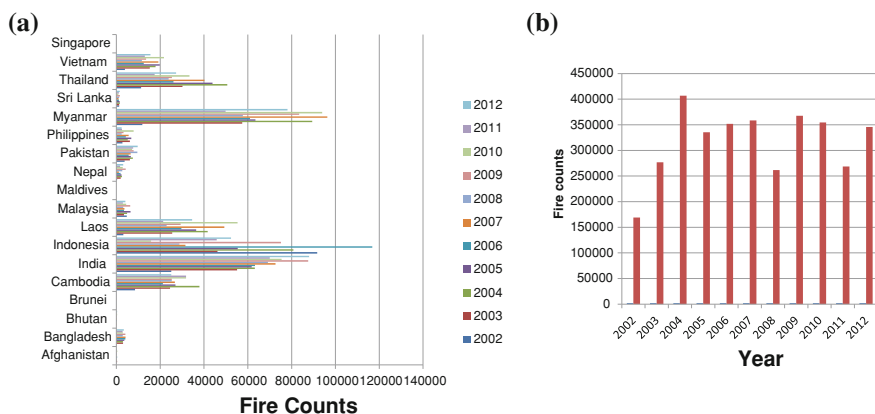 (a)
Singapore
Vietnam
Thailand
Sri Lanka
Myanmar
Philippines
Pakistan
Nepal
Maldives
Malaysia
Laos
Indonesia
India
Cambodia
Brunei
Bhutan
Bangladesh
Afghanistan
0 20000 40000 60000 80000 100000 120000 140000
Fire Counts
2012
2011
2010
2009
2008
2007
2006
2005
2004
2003
2002
(b)
450000
400000
350000
300000
250000
200000
150000
100000
50000
0
Fire counts
2002 2003 2004 2005 2006 2007 2008 2009 2010 2011 2012
Year